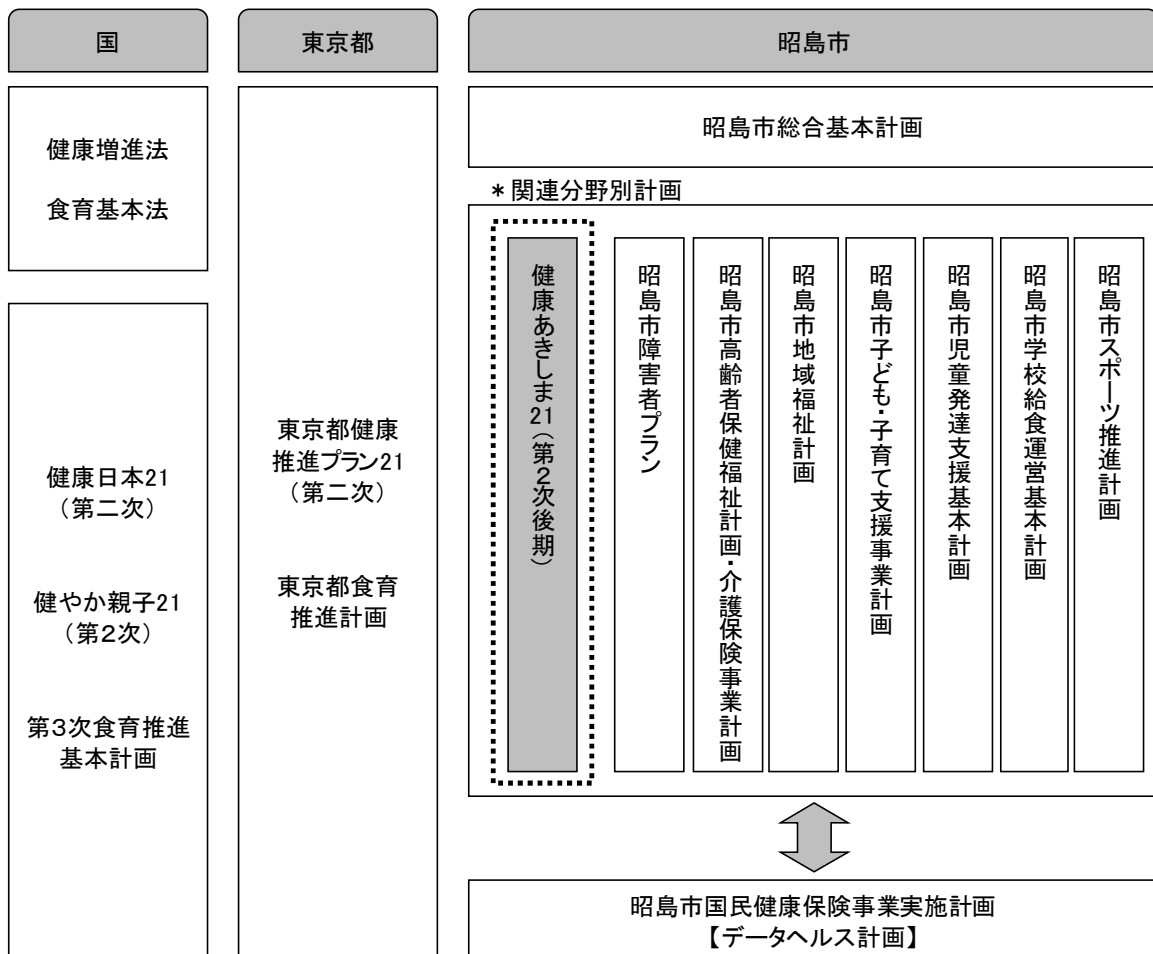 国
東京都
昭島市
健康増進法
食育基本法
健康日本21
（第二次）
健やか親子21
（第２次）
第３次食育推進
基本計画
東京都健康
推進プラン21
（第二次）
東京都食育
推進計画
昭島市総合基本計画
＊関連分野別計画
健康あきしま21（第２次後期）
昭島市障害者プラン
昭島市高齢者保健福祉計画・介護保険事業計画
昭島市地域福祉計画
昭島市子ども・子育て支援事業計画
昭島市児童発達支援基本計画
昭島市学校給食運営基本計画
昭島市スポーツ推進計画
昭島市国民健康保険事業実施計画
【データヘルス計画】